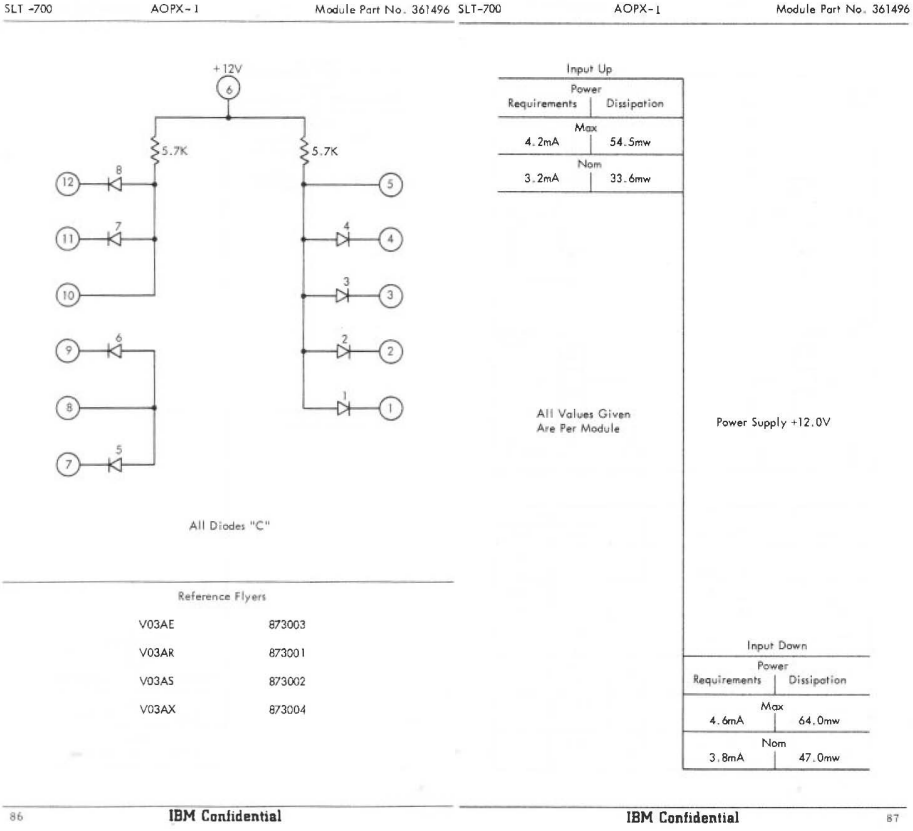 SLT -700 AOPX-1 Module Part No. 361496
+12V
6
5.7K 5.7K
12 8 5
11 7 4 4
10 3 3
9 6 2 2
8 1 1
7 5
All Diodes "C"
Reference Flyers
V03AE 873003
V03AR 873001
V03AS 873002
V03AX 873004
86 IBM Confidential
SLT-700 AOPX-1 Module Part No. 361496
Input Up
Power
Requirements Dissipation
Max
4.2mA 54.5mw
Nom
3.2mA 33.6mw
All Values Given
Are Per Module
Power Supply +12.0V
Input Down
Power
Requirements Dissipation
Max
4.6mA 64.0mw
Nom
3.8mA 47.0mw
IBM Confidential 87